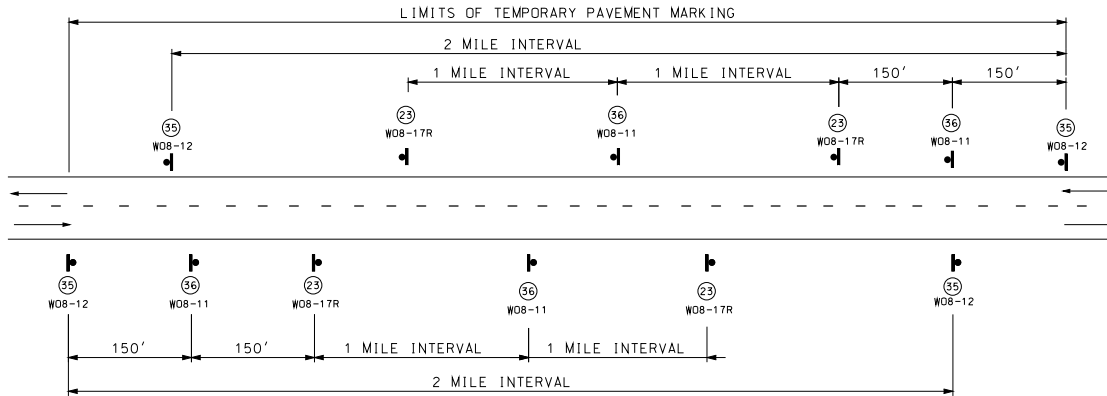 LIMITS OF TEMPORARY PAVEMENT MARKING
2 MILE INTERVAL
1 MILE INTERVAL 1 MILE INTERVAL 150' 150'
35 23 36 23 36 35
W08-12 W08-17R W08-11 W08-17R W08-11 W08-12
35 36 23 36 23 35
W08-12 W08-11 W08-17R W08-11 W08-17R W08-12
150' 150' 1 MILE INTERVAL 1 MILE INTERVAL
2 MILE INTERVAL